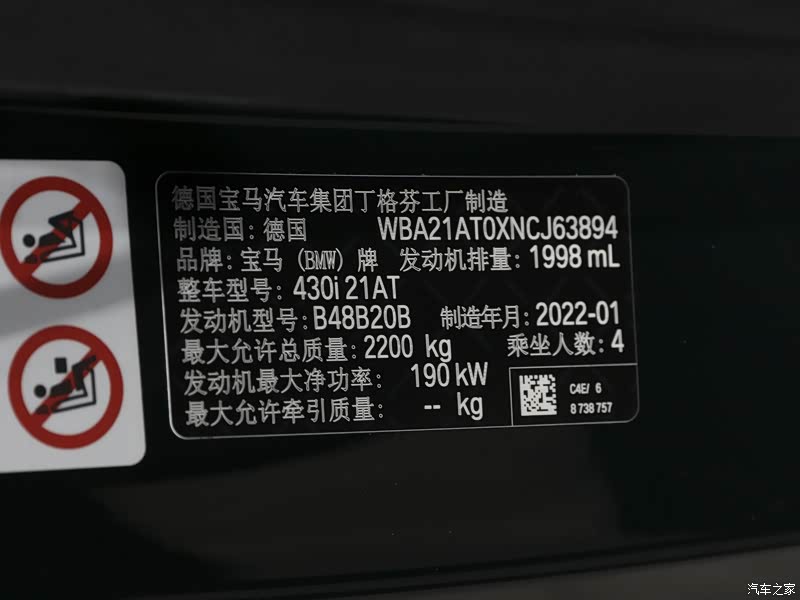 德国宝马汽车集团丁格芬工厂制造
制造国: 德国 WBA21AT0XNCJ63894
品牌: 宝马 (BMW) 牌 发动机排量: 1998 mL
整车型号: 430i 21AT
发动机型号: B48B20B 制造年月: 2022-01
最大允许总质量: 2200 kg 乘坐人数: 4
发动机最大净功率: 190 kW
最大允许牵引质量: -- kg
C4E/ 6
8 738 757
汽车之家